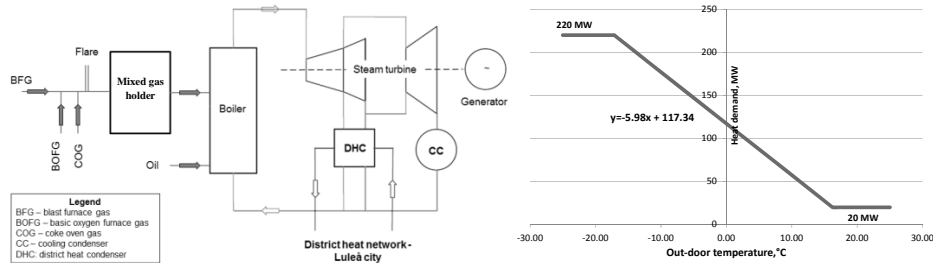 Flare
BFG
Mixed gas
holder
BOFG
COG
Boiler
Oil
Steam turbine
~
Generator
DHC
CC
District heat network -
Luleå city
Legend
BFG – blast furnace gas
BOFG – basic oxygen furnace gas
COG – coke oven gas
CC – cooling condenser
DHC: district heat condenser
250
220 MW
200
150
y=-5.98x + 117.34
Heat demand, MW
100
50
20 MW
0
-30.00 -20.00 -10.00 0.00 10.00 20.00 30.00
Out-door temperature,°C